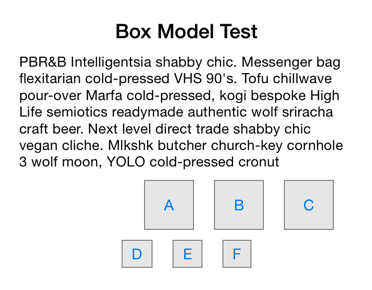 Box Model Test
PBR&B Intelligentsia shabby chic. Messenger bag
flexitarian cold-pressed VHS 90's. Tofu chillwave
pour-over Marfa cold-pressed, kogi bespoke High
Life semiotics readymade authentic wolf sriracha
craft beer. Next level direct trade shabby chic
vegan cliche. Mlkshk butcher church-key cornhole
3 wolf moon, YOLO cold-pressed cronut
A B C
D E F